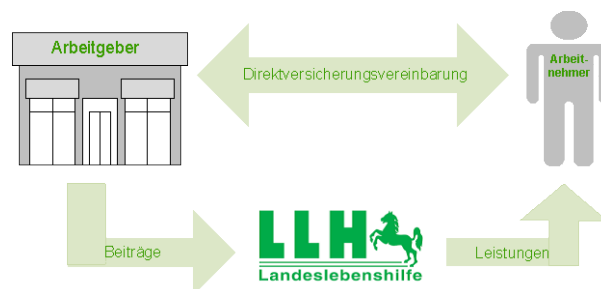 Arbeitgeber
Direktversicherungsvereinbarung
Arbeit-
nehmer
Beiträge
LLH
Landeslebenshilfe
Leistungen